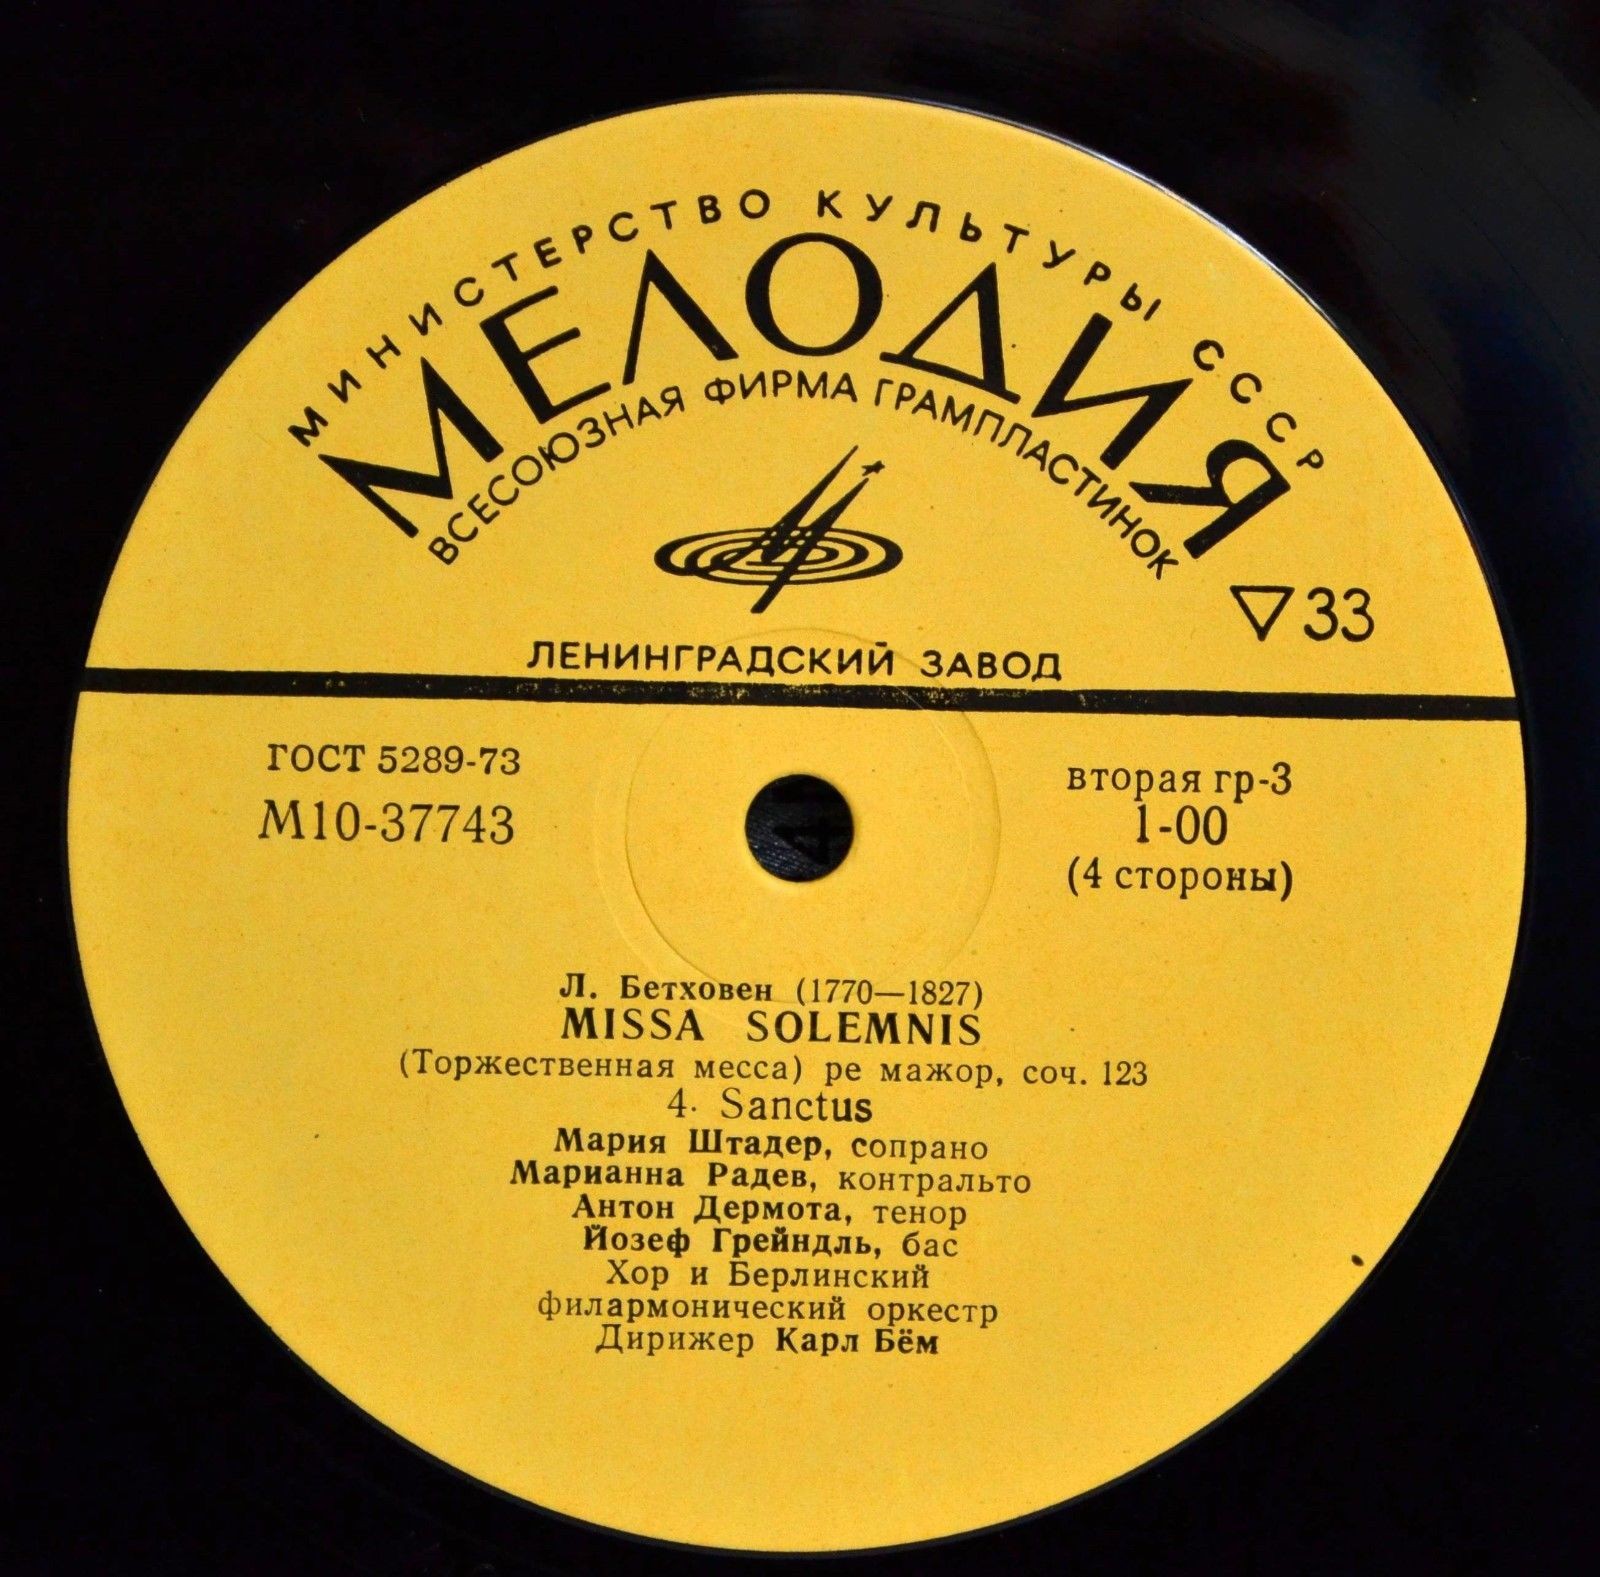 МИНИСТЕРСТВО КУЛЬТУРЫ СССР
МЕЛОДИЯ
ВСЕСОЮЗНАЯ ФИРМА ГРАМПЛАСТИНОК
▽33
ЛЕНИНГРАДСКИЙ ЗАВОД
ГОСТ 5289-73
М10-37743
вторая гр-3
1-00
(4 стороны)
Л. Бетховен (1770—1827)
MISSA SOLEMNIS
(Торжественная месса) ре мажор, соч. 123
4. Sanctus
Мария Штадер, сопрано
Марианна Радев, контральто
Антон Дермота, тенор
Йозеф Грейндль, бас
Хор и Берлинский
филармонический оркестр
Дирижер Карл Бём